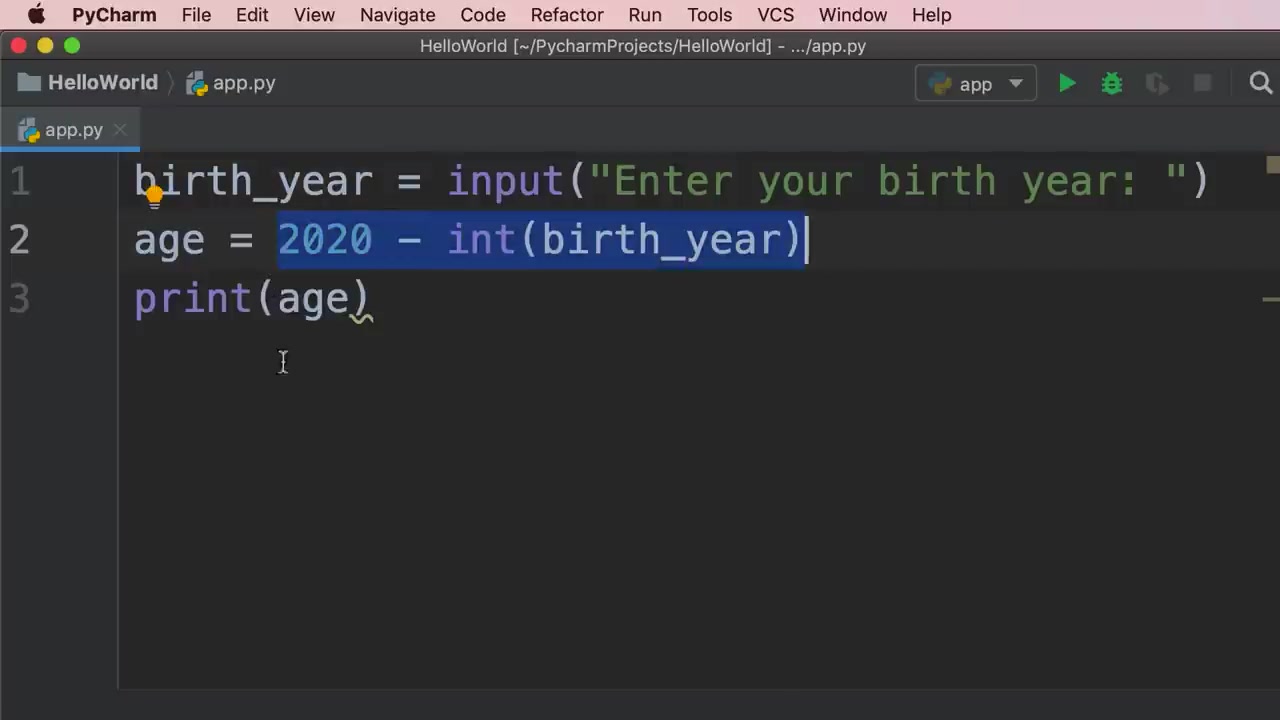 PyCharm File Edit View Navigate Code Refactor Run Tools VCS Window Help
HelloWorld [~/PycharmProjects/HelloWorld] - .../app.py
HelloWorld app.py app
app.py
1 birth_year = input("Enter your birth year: ")
2 age = 2020 - int(birth_year)
3 print(age)